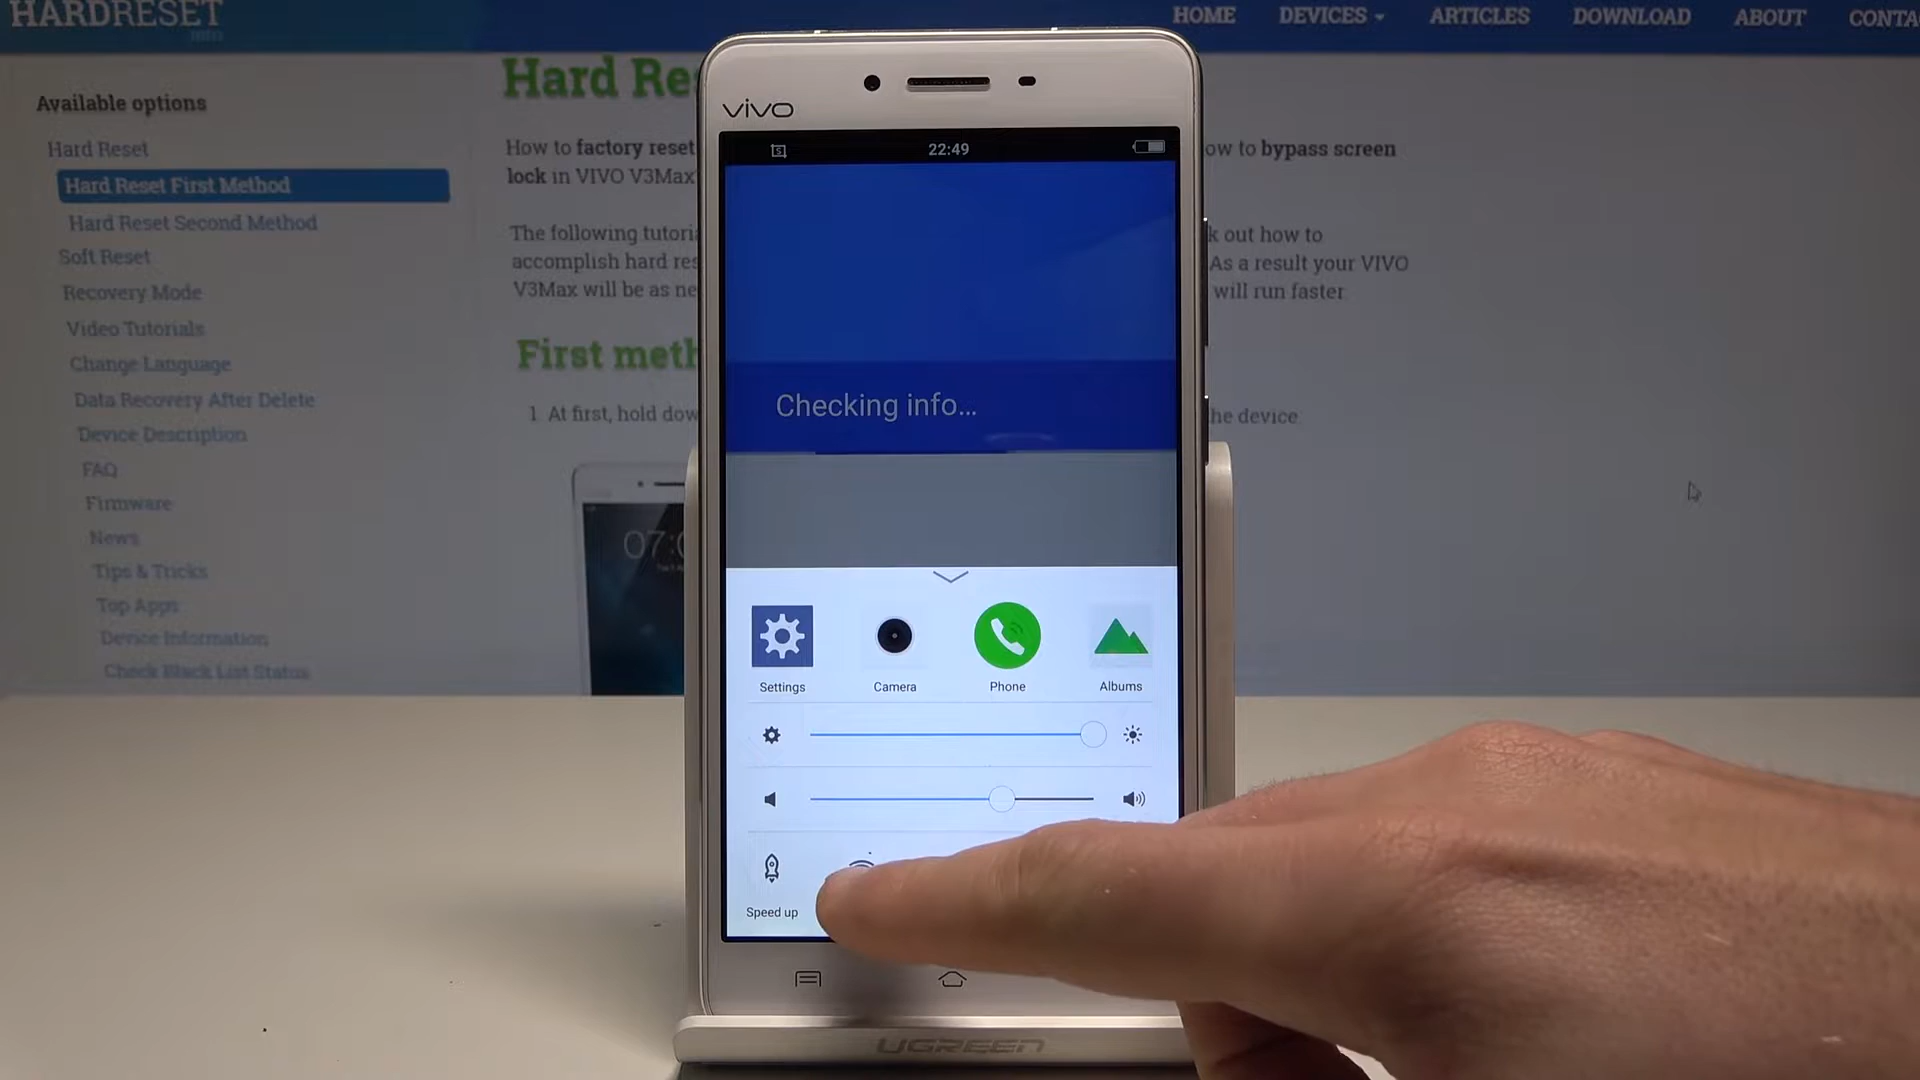 HARDRESET
info
HOME DEVICES ARTICLES DOWNLOAD ABOUT CONTA
Available options
Hard Reset
Hard Reset First Method
Hard Reset Second Method
Soft Reset
Recovery Mode
Video Tutorials
Change Language
Data Recovery After Delete
Device Description
FAQ
Firmware
News
Tips & Tricks
Top Apps
Device Information
Check Black List Status
Hard Re
How to factory reset ow to bypass screen
lock in VIVO V3Max
The following tutoria k out how to
accomplish hard res As a result your VIVO
V3Max will be as ne will run faster
First meth
1. At first, hold dow he device
07:0
vivo
22:49
Checking info...
Settings
Camera
Phone
Albums
Speed up
UGREEN